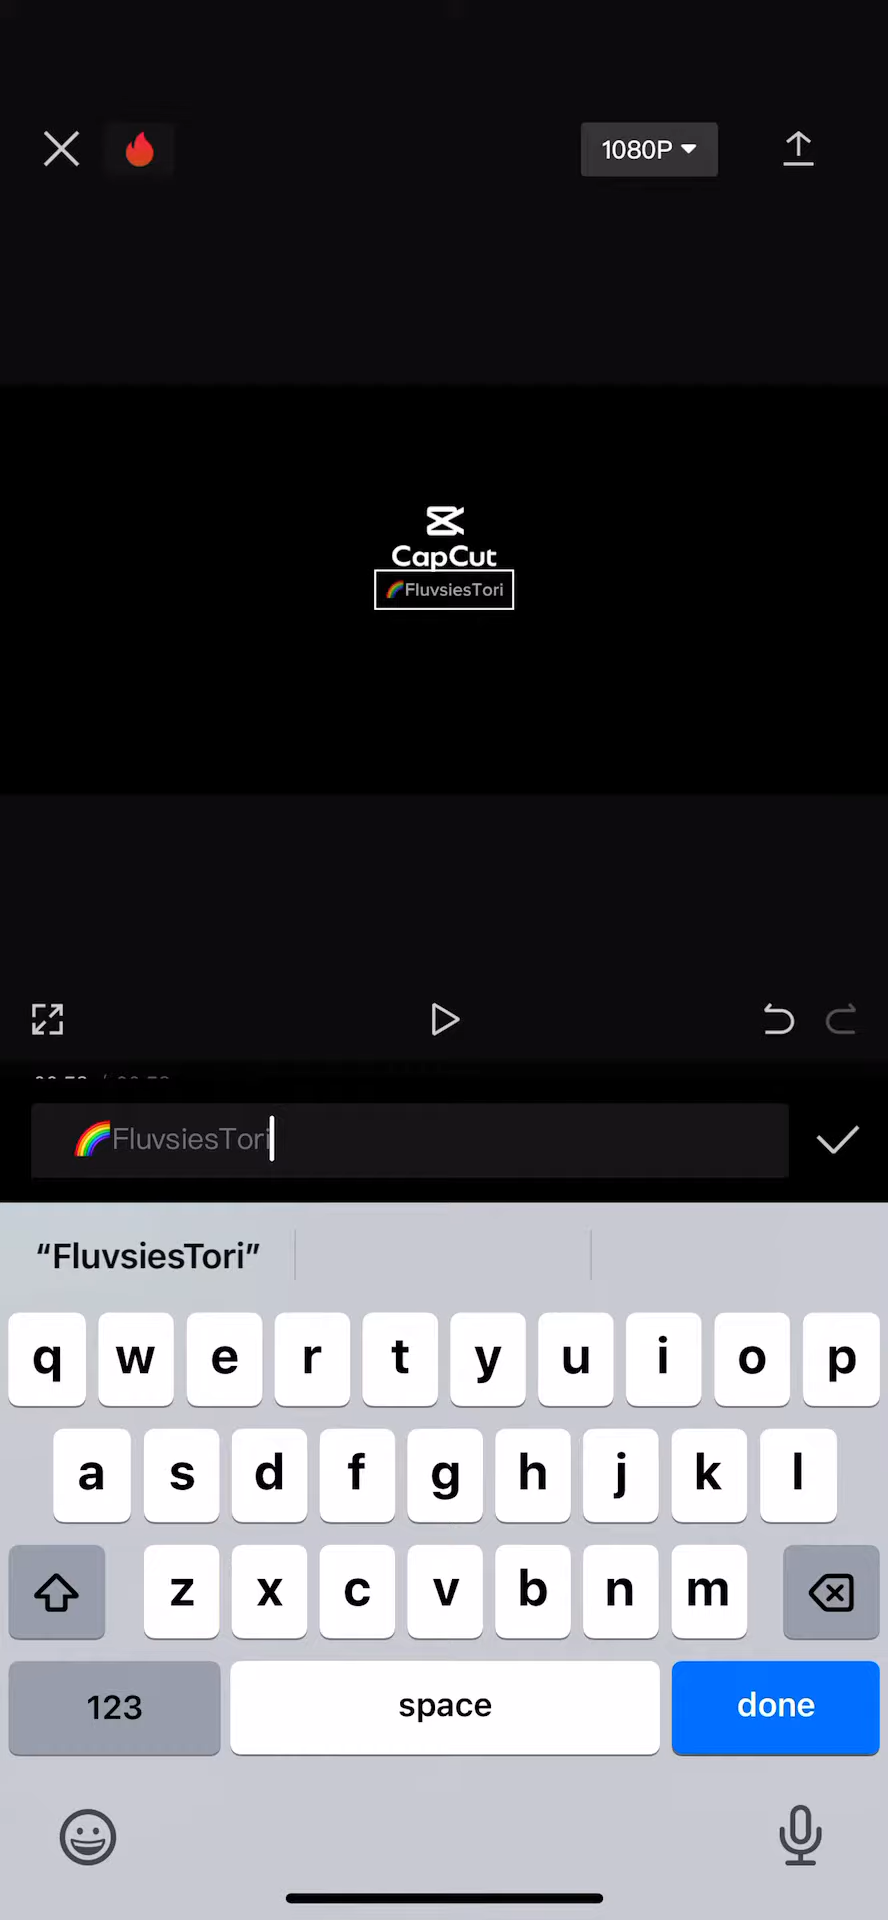 1080P
CapCut
🌈FluvsiesTori
🌈FluvsiesTori
“FluvsiesTori”
q w e r t y u i o p
a s d f g h j k l
z x c v b n m
123 space done